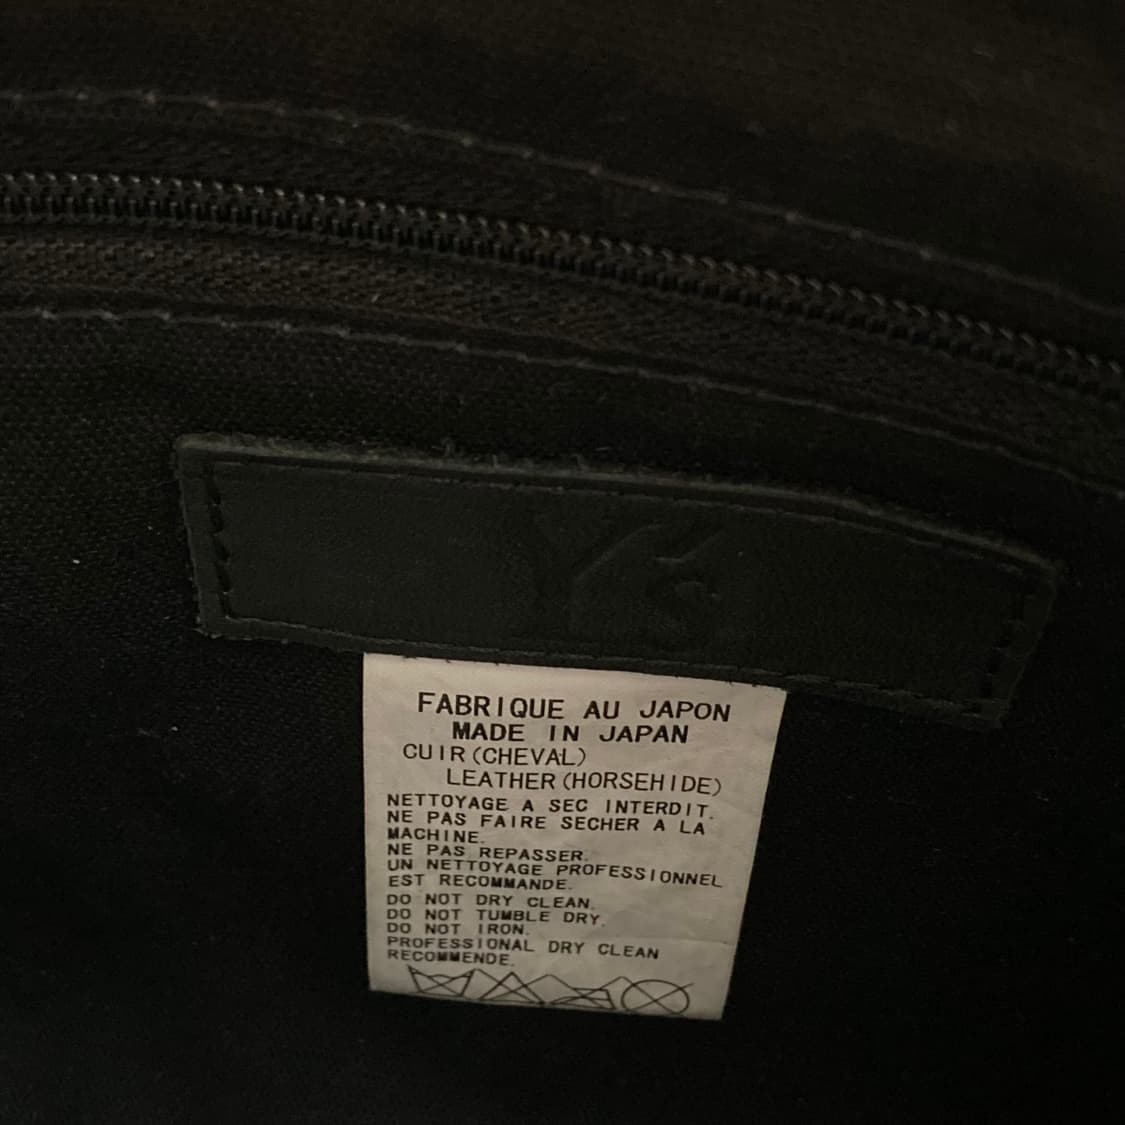 Y's
FABRIQUE AU JAPON
MADE IN JAPAN
CUIR(CHEVAL)
LEATHER(HORSEHIDE)
NETTOYAGE A SEC INTERDIT.
NE PAS FAIRE SECHER A LA
MACHINE.
NE PAS REPASSER.
UN NETTOYAGE PROFESSIONNEL
EST RECOMMANDE.
DO NOT DRY CLEAN.
DO NOT TUMBLE DRY.
DO NOT IRON.
PROFESSIONAL DRY CLEAN
RECOMMENDE.